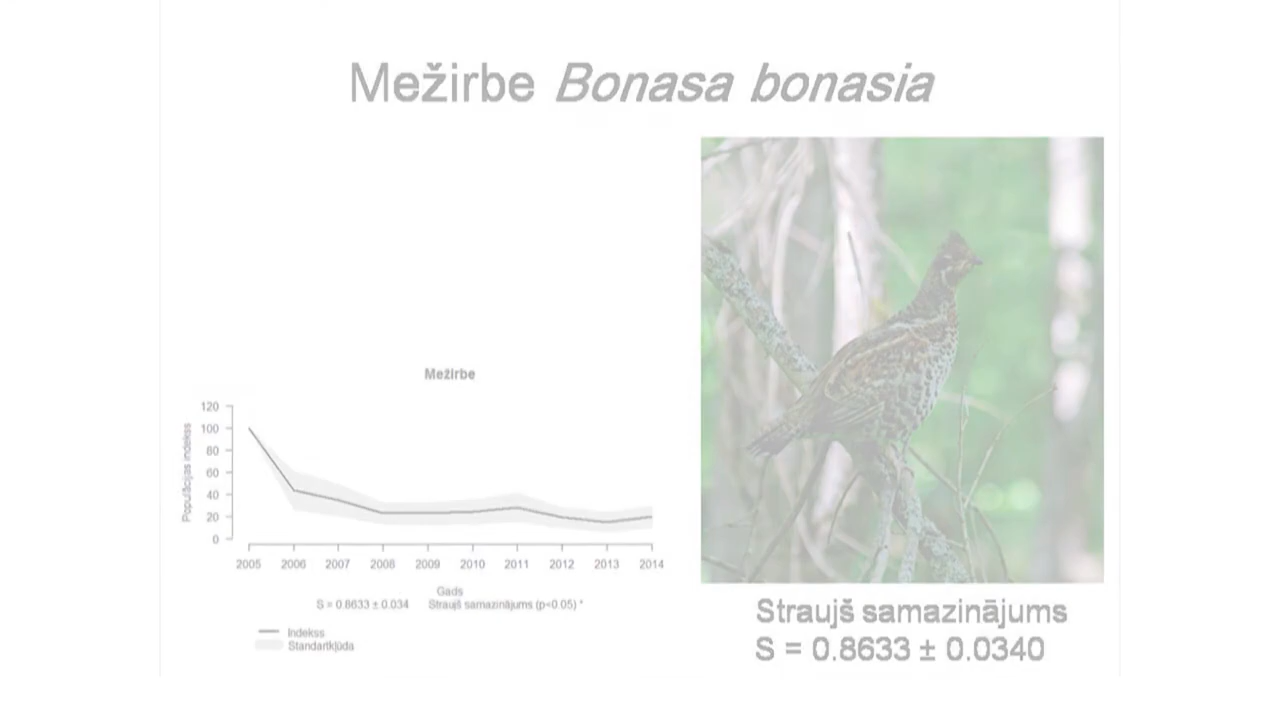 Mežirbe Bonasa bonasia
Mežirbe
120
100
80
60
40
20
0
Populācijas indekss
2005 2006 2007 2008 2009 2010 2011 2012 2013 2014
Gads
S = 0.8633 ± 0.034 Straujš samazinājums (p<0.05) *
Indekss
Standartkļūda
Straujš samazinājums
S = 0.8633 ± 0.0340